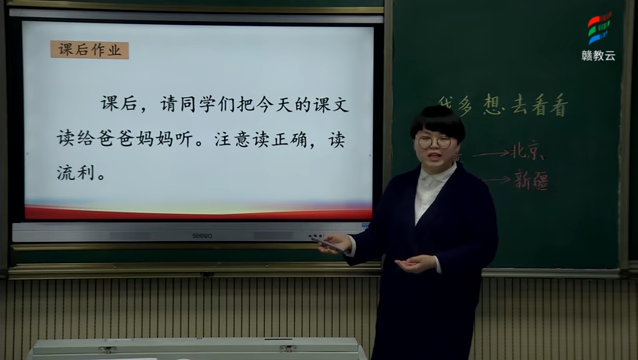 课后作业
课后，请同学们把今天的课文
读给爸爸妈妈听。注意读正确，读
流利。
赣教云
我多想去看看
北京
新疆